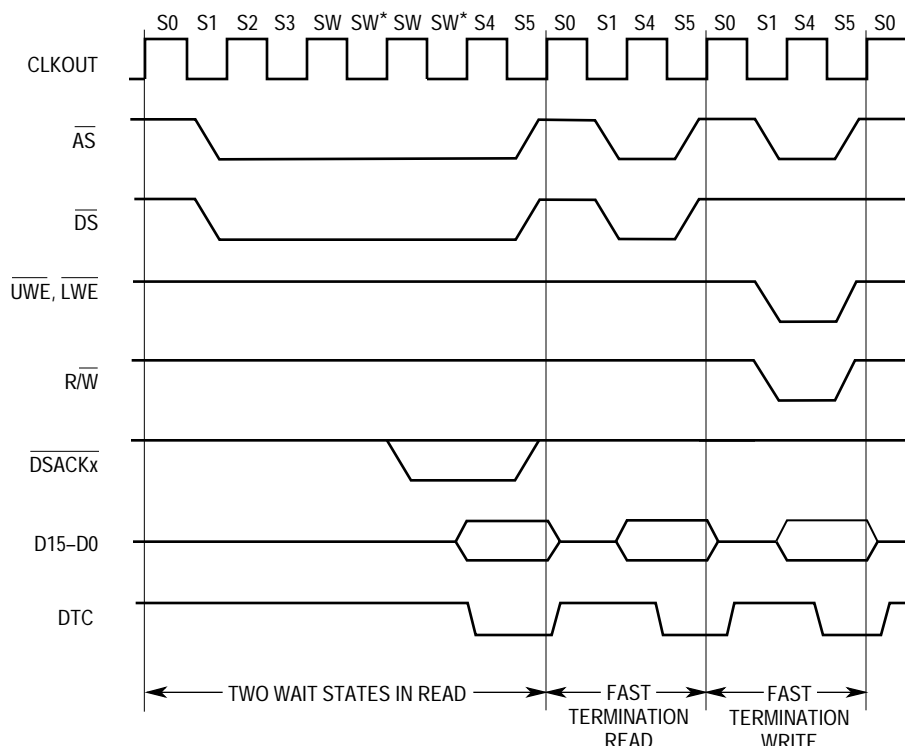 S0 S1 S2 S3 SW SW* SW SW* S4 S5 S0 S1 S4 S5 S0 S1 S4 S5 S0
CLKOUT
AS
DS
UWE, LWE
R/W
DSACKx
D15–D0
DTC
TWO WAIT STATES IN READ
FAST
TERMINATION
READ
FAST
TERMINATION
WRITE